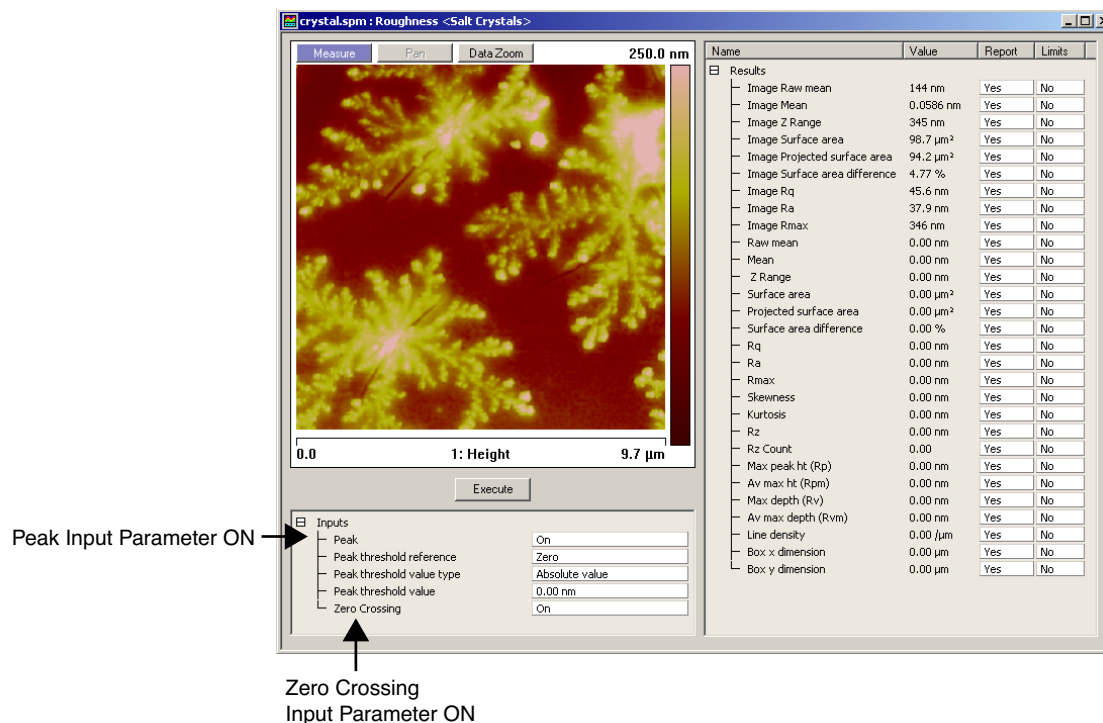 crystal.spm : Roughness <Salt Crystals>
Measure Pan Data Zoom 250.0 nm
0.0 1: Height 9.7 µm
Execute
Inputs
Peak On
Peak threshold reference Zero
Peak threshold value type Absolute value
Peak threshold value 0.00 nm
Zero Crossing On
Name Value Report Limits
Results
Image Raw mean 144 nm Yes No
Image Mean 0.0586 nm Yes No
Image Z Range 345 nm Yes No
Image Surface area 98.7 µm² Yes No
Image Projected surface area 94.2 µm² Yes No
Image Surface area difference 4.77 % Yes No
Image Rq 45.6 nm Yes No
Image Ra 37.9 nm Yes No
Image Rmax 346 nm Yes No
Raw mean 0.00 nm Yes No
Mean 0.00 nm Yes No
Z Range 0.00 nm Yes No
Surface area 0.00 µm² Yes No
Projected surface area 0.00 µm² Yes No
Surface area difference 0.00 % Yes No
Rq 0.00 nm Yes No
Ra 0.00 nm Yes No
Rmax 0.00 nm Yes No
Skewness 0.00 nm Yes No
Kurtosis 0.00 nm Yes No
Rz 0.00 nm Yes No
Rz Count 0.00 Yes No
Max peak ht (Rp) 0.00 nm Yes No
Av max ht (Rpm) 0.00 nm Yes No
Max depth (Rv) 0.00 nm Yes No
Av max depth (Rvm) 0.00 nm Yes No
Line density 0.00 /µm Yes No
Box x dimension 0.00 µm Yes No
Box y dimension 0.00 µm Yes No
Peak Input Parameter ON
Zero Crossing
Input Parameter ON